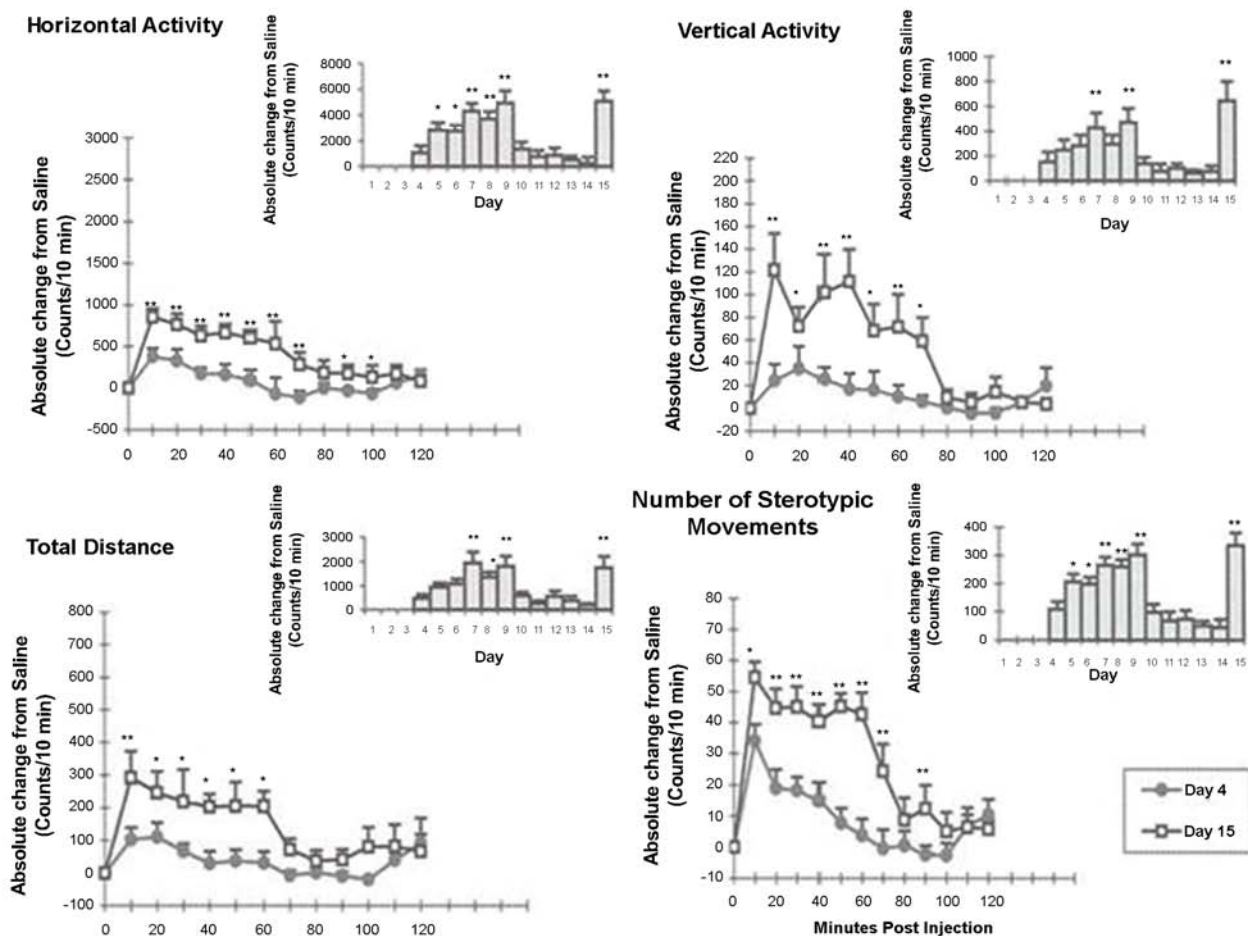 Horizontal Activity
Absolute change from Saline
(Counts/10 min)
8000
6000
4000
2000
0
* * ** ** ** **
1 2 3 4 5 6 7 8 9 10 11 12 13 14 15
Day
Absolute change from Saline
(Counts/10 min)
3000
2500
2000
1500
1000
500
0
-500
** ** ** ** ** ** ** * *
0 20 40 60 80 100 120
Vertical Activity
Absolute change from Saline
(Counts/10 min)
1000
800
600
400
200
0
** ** **
1 2 3 4 5 6 7 8 9 10 11 12 13 14 15
Day
Absolute change from Saline
(Counts/10 min)
220
200
180
160
140
120
100
80
60
40
20
0
-20
** * ** ** * ** *
0 20 40 60 80 100 120
Total Distance
Absolute change from Saline
(Counts/10 min)
3000
2000
1000
0
** * ** **
1 2 3 4 5 6 7 8 9 10 11 12 13 14 15
Day
Absolute change from Saline
(Counts/10 min)
800
700
600
500
400
300
200
100
0
-100
** * * * * *
0 20 40 60 80 100 120
Number of Sterotypic
Movements
Absolute change from Saline
(Counts/10 min)
400
300
200
100
0
* * ** ** ** **
1 2 3 4 5 6 7 8 9 10 11 12 13 14 15
Day
Absolute change from Saline
(Counts/10 min)
80
70
60
50
40
30
20
10
0
-10
* ** ** ** ** ** ** **
0 20 40 60 80 100 120
Minutes Post Injection
Day 4
Day 15